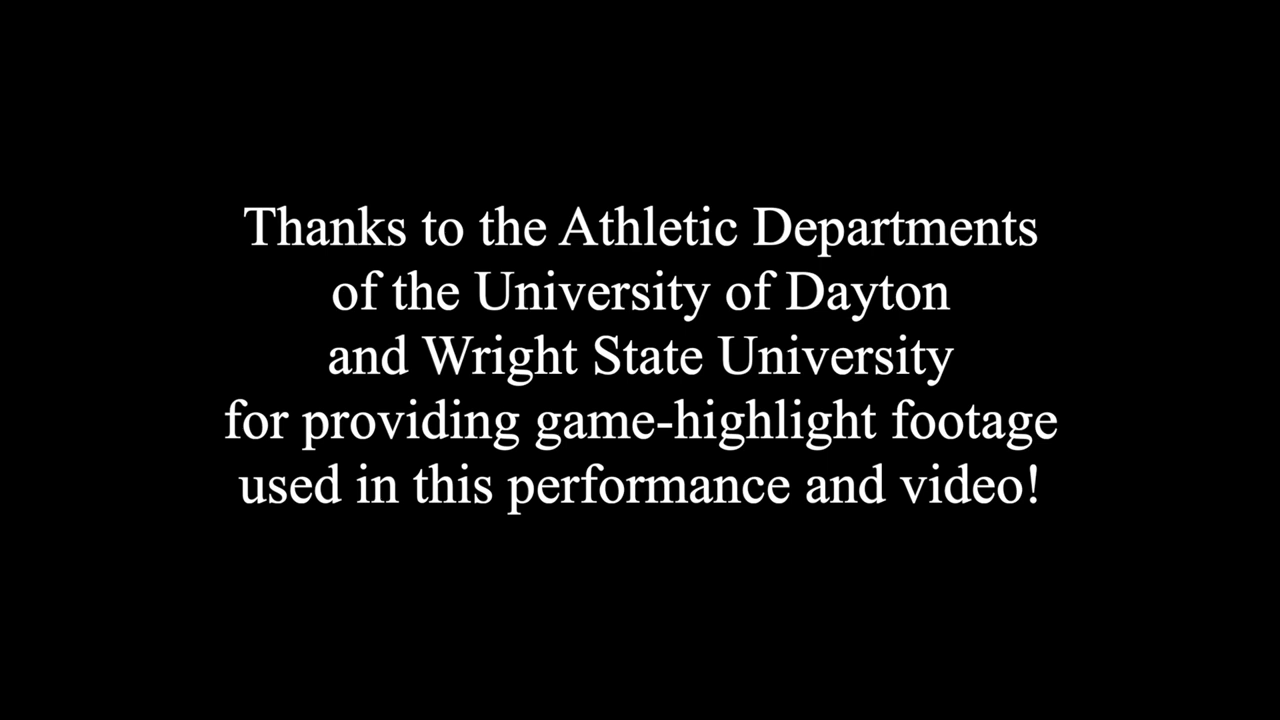 Thanks to the Athletic Departments
of the University of Dayton
and Wright State University
for providing game-highlight footage
used in this performance and video!